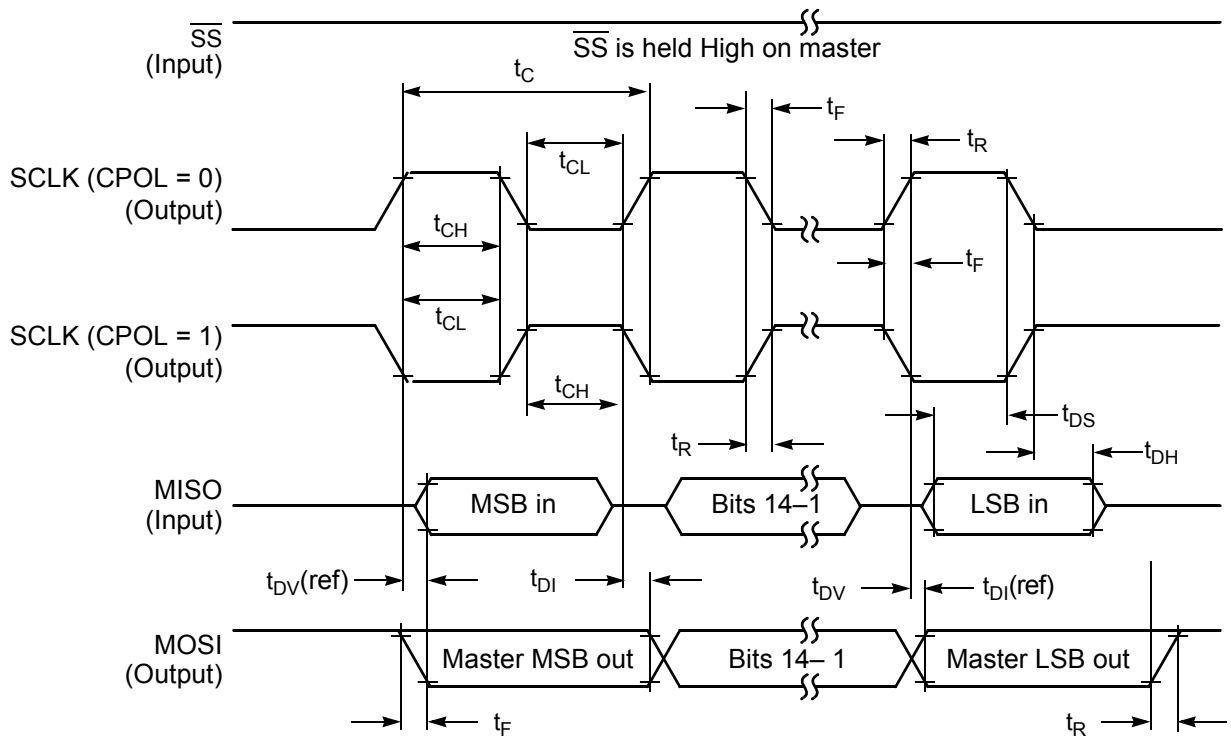 SS
(Input)
SS is held High on master
tC
tF
tR
tCL
SCLK (CPOL = 0)
(Output)
tCH
tF
tCL
SCLK (CPOL = 1)
(Output)
tCH
tDS
tR
tDH
MISO
(Input)
MSB in
Bits 14–1
LSB in
tDV(ref)
tDI
tDV
tDI(ref)
MOSI
(Output)
Master MSB out
Bits 14– 1
Master LSB out
tF
tR